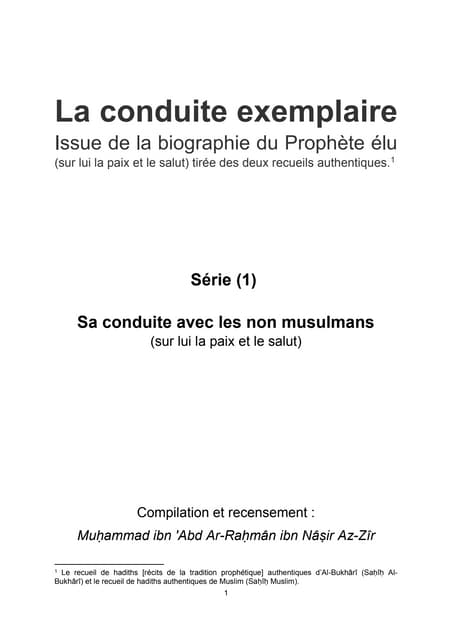 La conduite exemplaire
Issue de la biographie du Prophète élu
(sur lui la paix et le salut) tirée des deux recueils authentiques.¹
Série (1)
Sa conduite avec les non musulmans
(sur lui la paix et le salut)
Compilation et recensement :
Muḥammad ibn 'Abd Ar-Raḥmân ibn Nâṣir Az-Zîr
¹ Le recueil de hadiths [récits de la tradition prophétique] authentiques d'Al-Bukhârî (Saḥîḥ Al-
Bukhârî) et le recueil de hadiths authentiques de Muslim (Saḥîḥ Muslim).
1